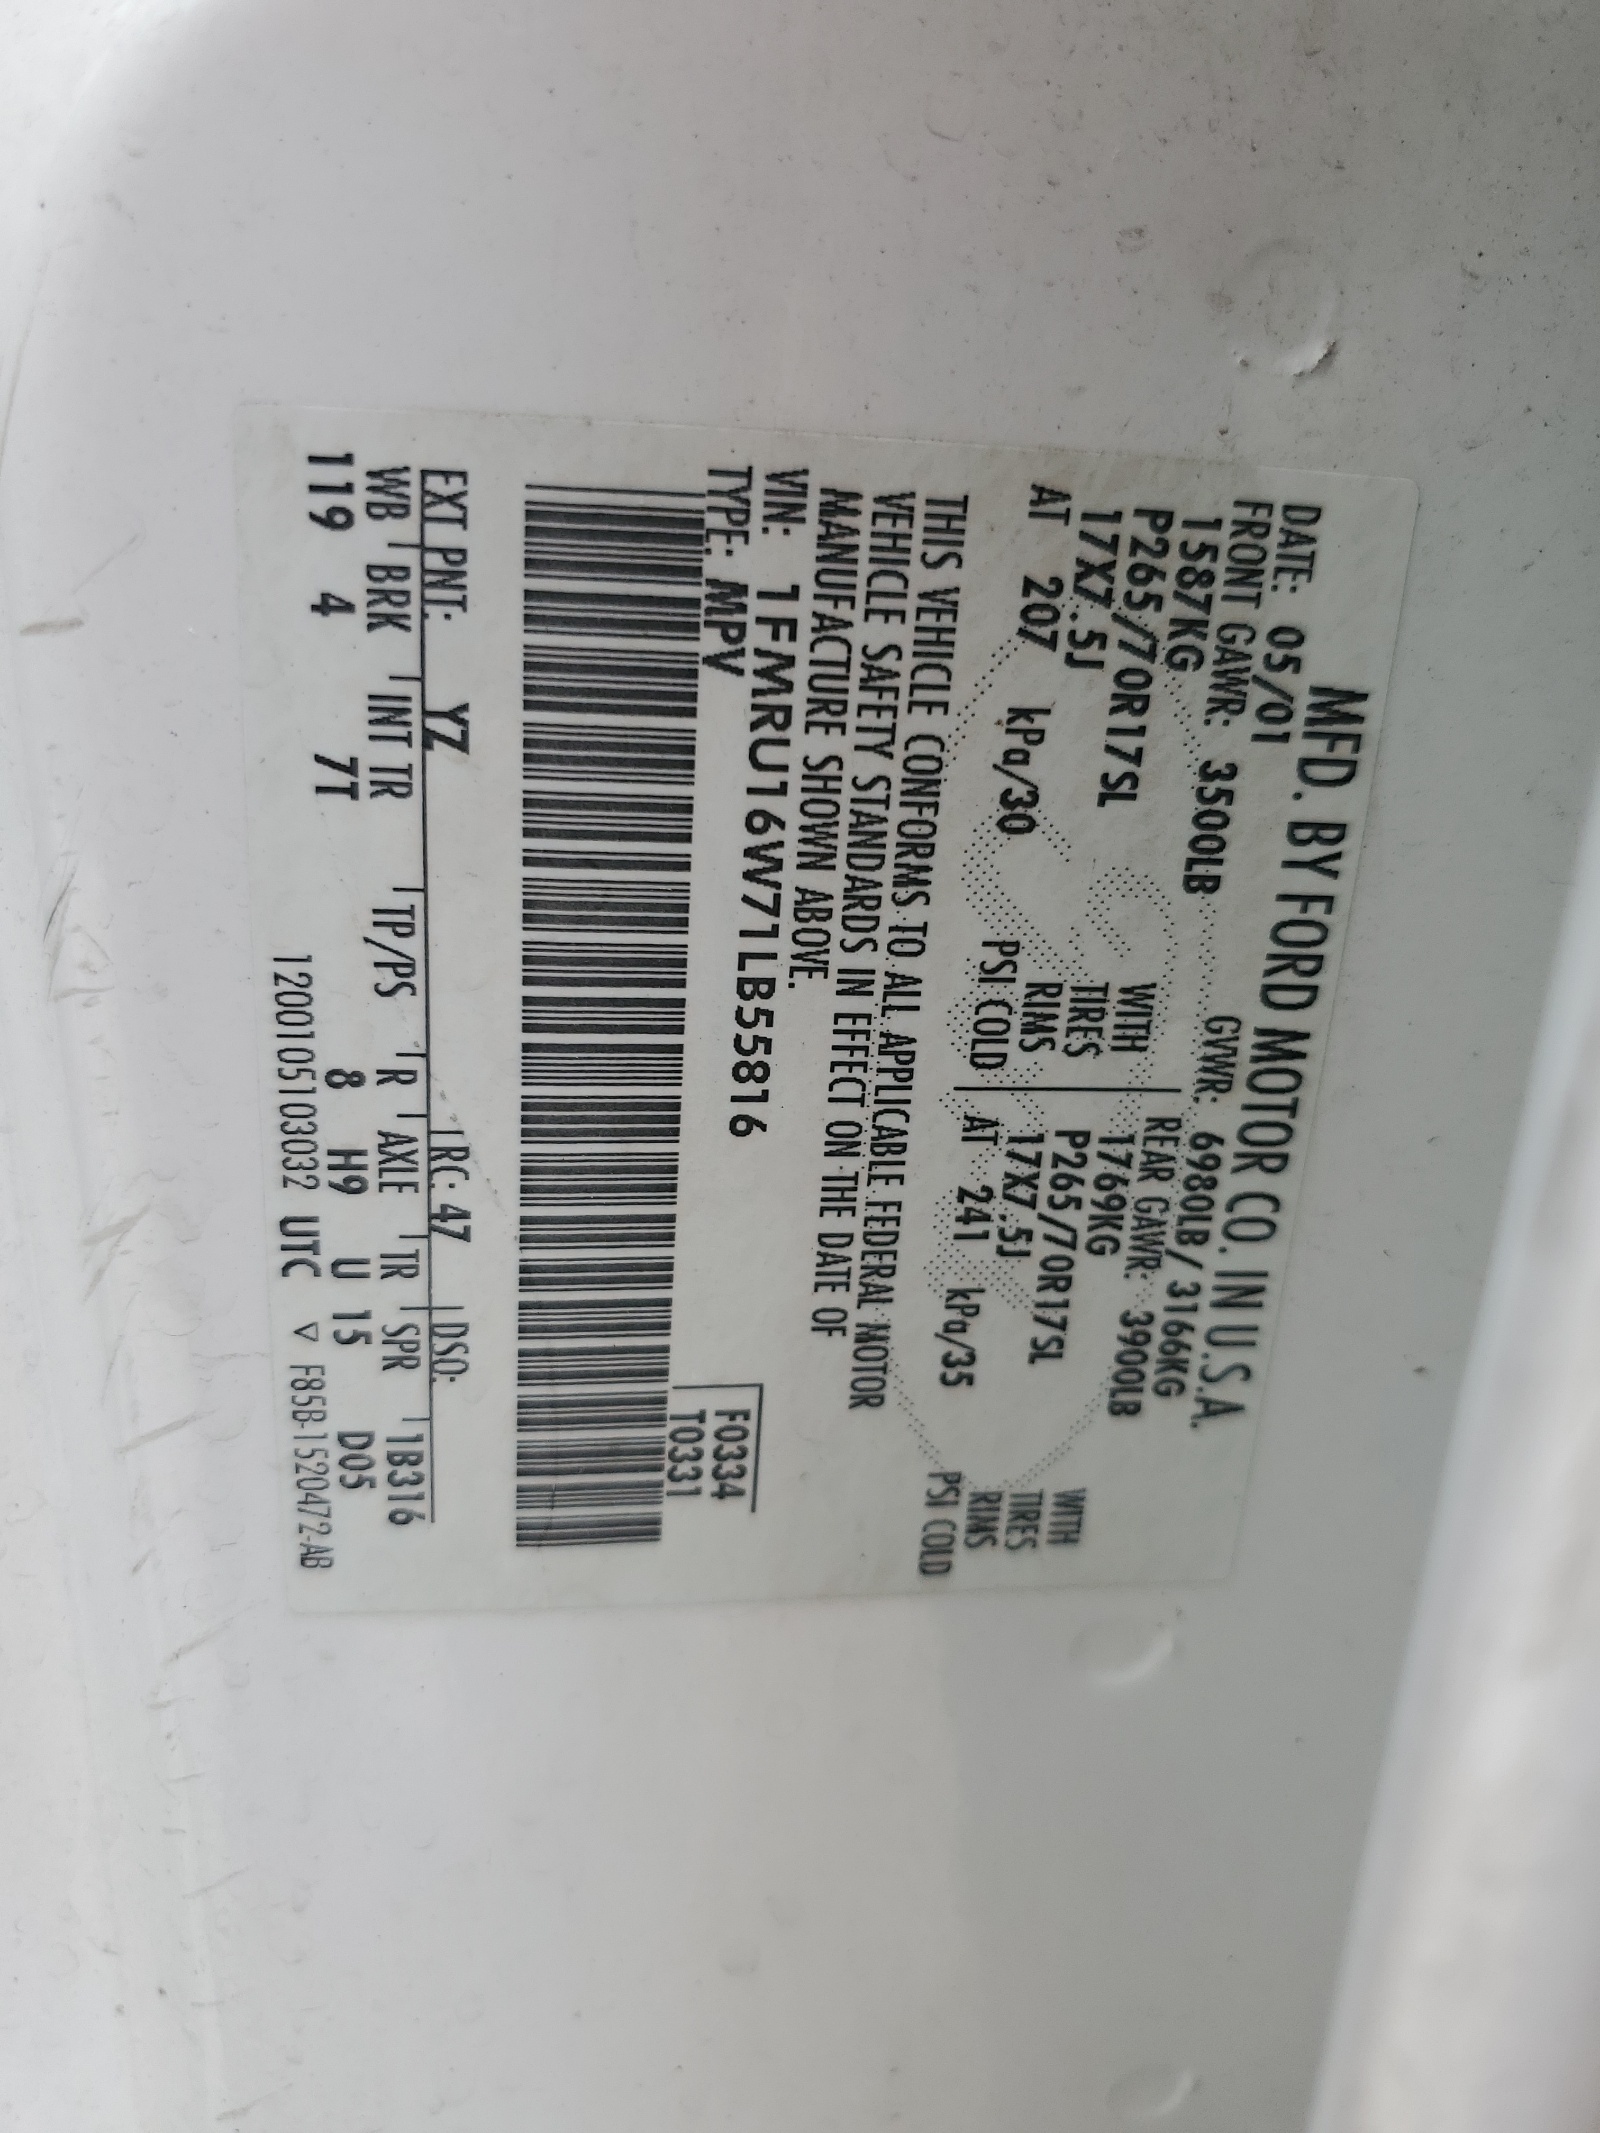 MFD. BY FORD MOTOR CO. IN U.S.A.
DATE: 05/01 GVWR: 6980LB/ 3166KG
FRONT GAWR: 3500LB REAR GAWR: 3900LB
1587KG WITH 1769KG WITH
P265/70R17SL TIRES P265/70R17SL TIRES
17X7.5J RIMS 17X7.5J RIMS
AT 207 kPa/30 PSI COLD AT 241 kPa/35 PSI COLD
THIS VEHICLE CONFORMS TO ALL APPLICABLE FEDERAL MOTOR
VEHICLE SAFETY STANDARDS IN EFFECT ON THE DATE OF
MANUFACTURE SHOWN ABOVE.
VIN: 1FMRU16W71LB55816 F0334
TYPE: MPV T0331
EXT PNT: YZ RC: 47 DSO:
WB BRK INT TR TP/PS R AXLE TR SPR 1B316
119 4 7T 8 H9 U 15 D05
1200105103032 UTC ▽ F85B-1520472-AB